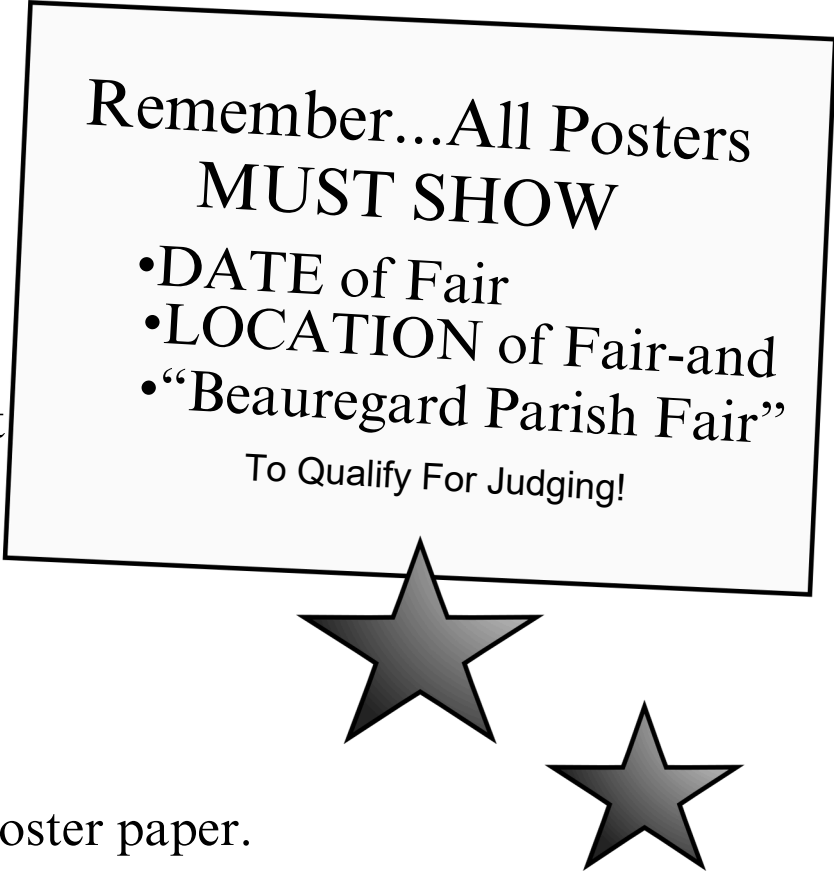 Remember...All Posters
MUST SHOW
•DATE of Fair
•LOCATION of Fair-and
•“Beauregard Parish Fair”
To Qualify For Judging!
oster paper.